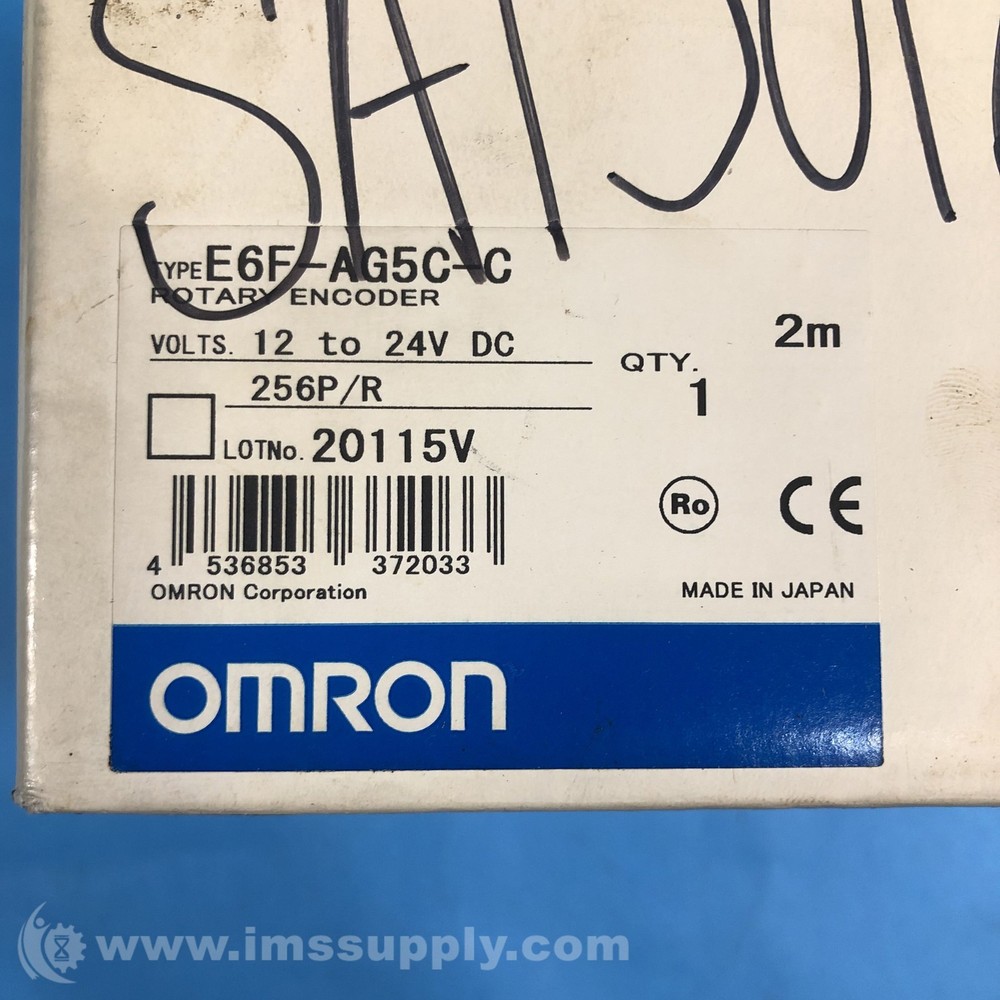 TYPE E6F-AG5C-C
ROTARY ENCODER
VOLTS. 12 to 24V DC
2m
256P/R
QTY. 1
LOTNo. 20115V
Ro CE
4 536853 372033
OMRON Corporation
MADE IN JAPAN
OMRON
www.imssupply.com